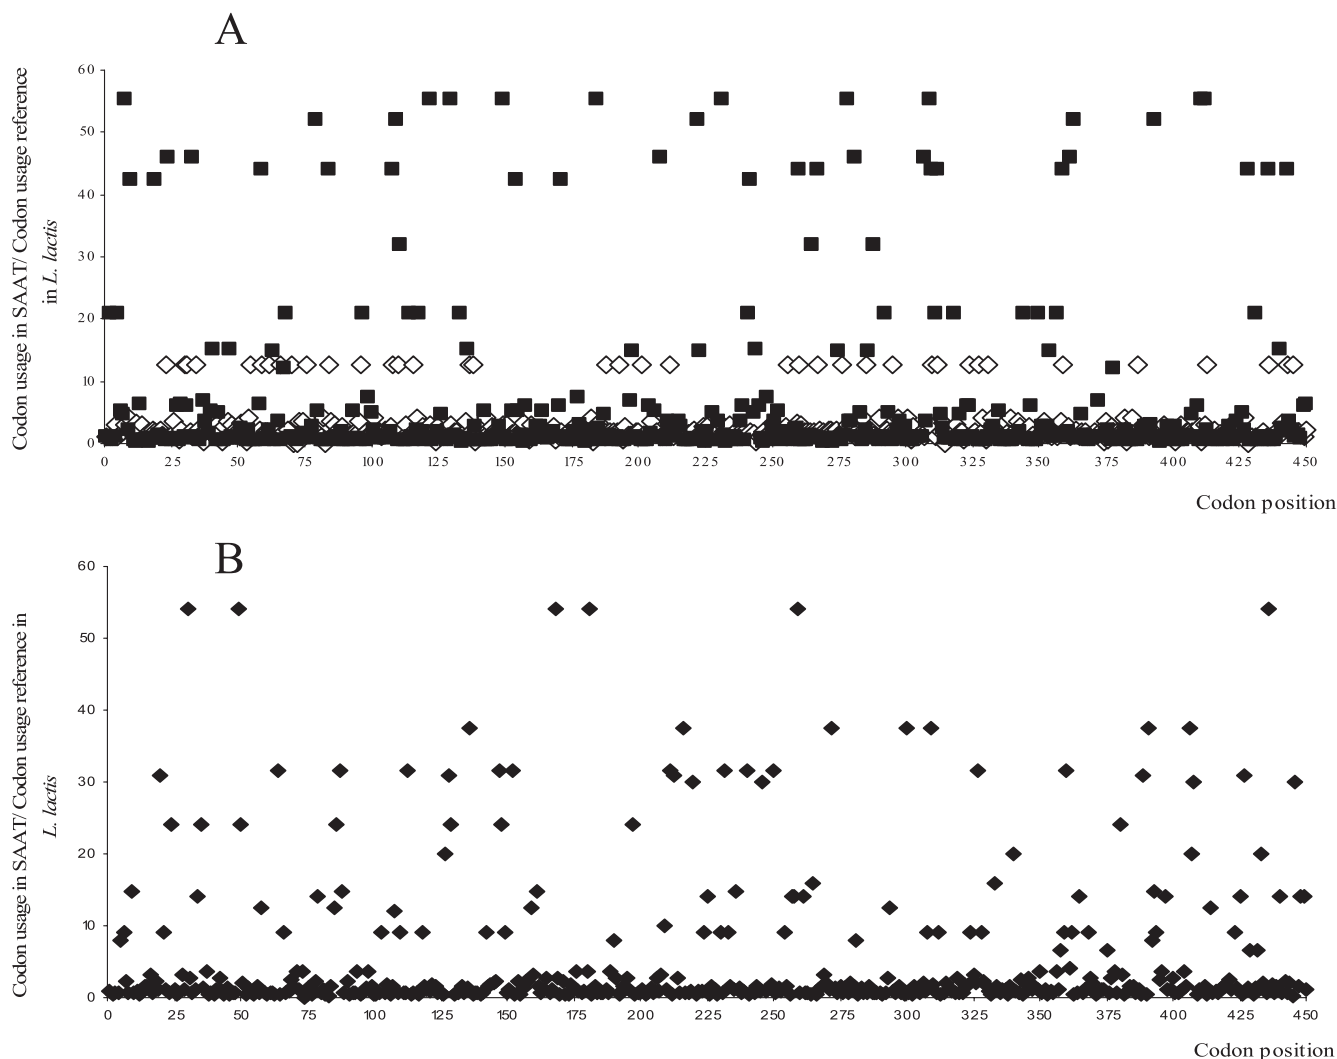 A
Codon usage in SAAT/ Codon usage reference
in L. lactis
60
50
40
30
20
10
0
0 25 50 75 100 125 150 175 200 225 250 275 300 325 350 375 400 425 450
Codon position
B
Codon usage in SAAT/ Codon usage reference in
L. lactis
60
50
40
30
20
10
0
0 25 50 75 100 125 150 175 200 225 250 275 300 325 350 375 400 425 450
Codon position